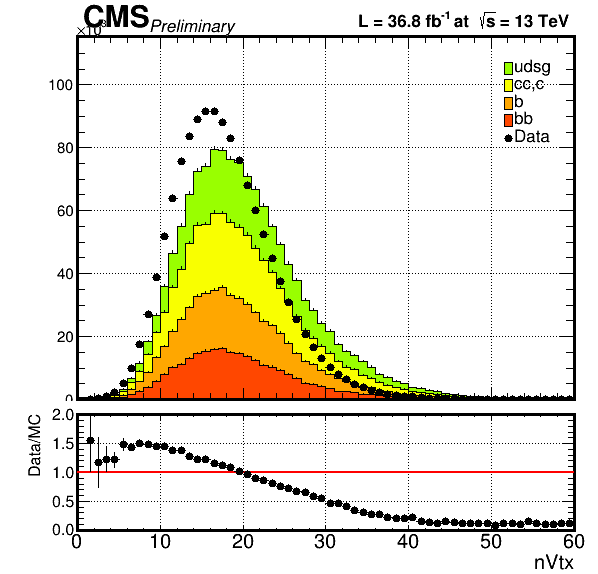 CMS Preliminary L = 36.8 fb⁻¹ at √s = 13 TeV
×10³
100
80
60
40
20
0
udsg
cc,c
b
bb
Data
Data/MC
2.0
1.5
1.0
0.5
0.0
0 10 20 30 40 50 60
nVtx